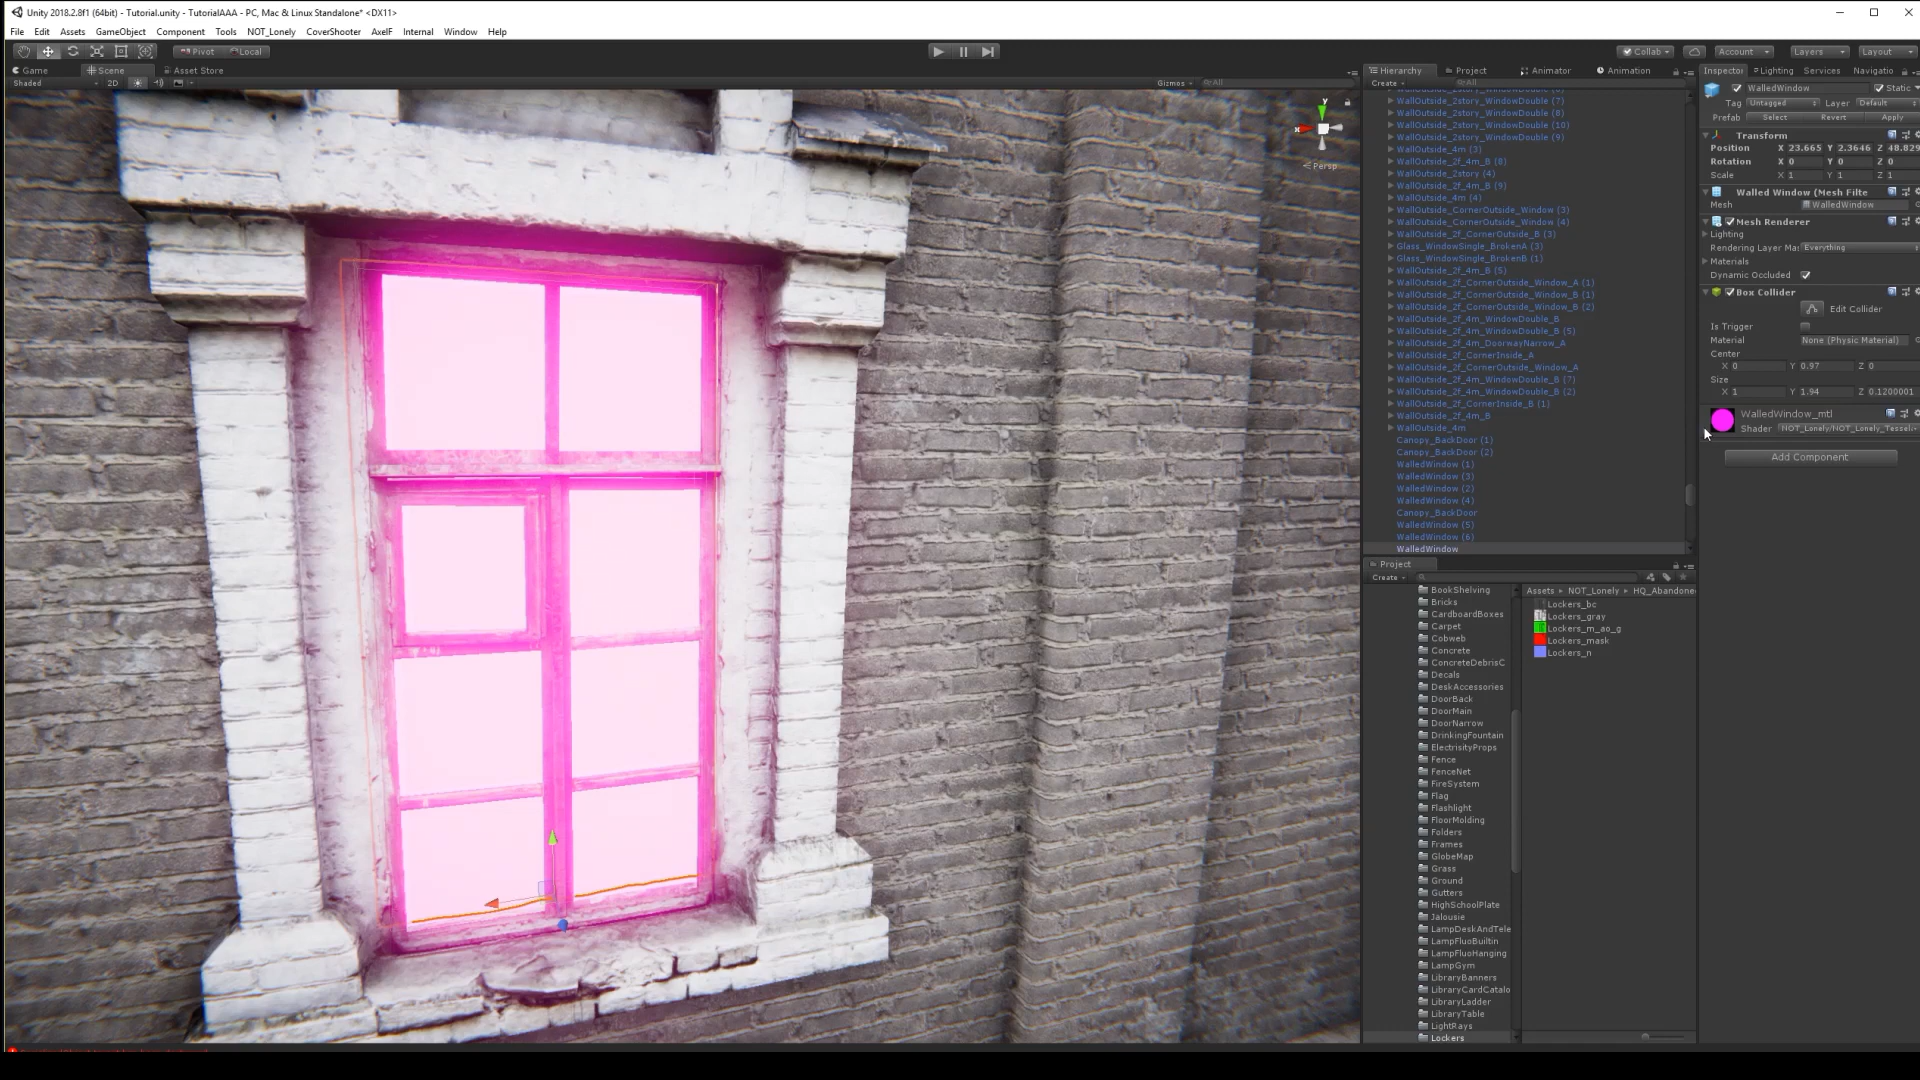 Unity 2018.2.8f1 (64bit) - Tutorial.unity - TutorialAAA - PC, Mac & Linux Standalone* <DX11>
File Edit Assets GameObject Component Tools NOT_Lonely CoverShooter AxelF Internal Window Help
Pivot Local Collab Account Layers Layout
Game Scene Asset Store
Shaded 2D Gizmos All
Persp
Hierarchy Project Animator Animation
Create All
WallOutside_2story_WindowDouble (7)
WallOutside_2story_WindowDouble (8)
WallOutside_2story_WindowDouble (10)
WallOutside_2story_WindowDouble (9)
WallOutside_4m (3)
WallOutside_2f_4m_B (8)
WallOutside_2story (4)
WallOutside_2f_4m_B (9)
WallOutside_4m (4)
WallOutside_CornerOutside_Window (3)
WallOutside_CornerOutside_Window (4)
WallOutside_2f_CornerOutside_B (3)
Glass_WindowSingle_BrokenA (3)
Glass_WindowSingle_BrokenB (1)
WallOutside_2f_4m_B (5)
WallOutside_2f_CornerOutside_Window_A (1)
WallOutside_2f_CornerOutside_Window_B (1)
WallOutside_2f_CornerOutside_Window_B (2)
WallOutside_2f_4m_WindowDouble_B
WallOutside_2f_4m_WindowDouble_B (5)
WallOutside_2f_4m_DoorwayNarrow_A
WallOutside_2f_CornerInside_A
WallOutside_2f_CornerOutside_Window_A
WallOutside_2f_4m_WindowDouble_B (7)
WallOutside_2f_4m_WindowDouble_B (2)
WallOutside_2f_CornerInside_B (1)
WallOutside_2f_4m_B
WallOutside_4m
Canopy_BackDoor (1)
Canopy_BackDoor (2)
WalledWindow (1)
WalledWindow (3)
WalledWindow (2)
WalledWindow (4)
Canopy_BackDoor
WalledWindow (5)
WalledWindow (6)
WalledWindow
Project
Create
BookShelving
Bricks
CardboardBoxes
Carpet
Cobweb
Concrete
ConcreteDebrisC
Decals
DeskAccessories
DoorBack
DoorMain
DoorNarrow
DrinkingFountain
ElectrisityProps
Fence
FenceNet
FireSystem
Flag
Flashlight
FloorMolding
Folders
Frames
GlobeMap
Grass
Ground
Gutters
HighSchoolPlate
Jalousie
LampDeskAndTele
LampFluoBuiltin
LampFluoHanging
LampGym
LibraryBanners
LibraryCardCatalo
LibraryLadder
LibraryTable
LightRays
Lockers
Assets NOT_Lonely HQ_Abandone
Lockers_bc
Lockers_gray
Lockers_m_ao_g
Lockers_mask
Lockers_n
Inspector Lighting Services Navigatio
WalledWindow Static
Tag Untagged Layer Default
Prefab Select Revert Apply
Transform
Position X 23.665 Y 2.3646 Z 48.829
Rotation X 0 Y 0 Z 0
Scale X 1 Y 1 Z 1
Walled Window (Mesh Filte
Mesh WalledWindow
Mesh Renderer
Lighting
Rendering Layer Mas Everything
Materials
Dynamic Occluded
Box Collider
Edit Collider
Is Trigger
Material None (Physic Material)
Center
X 0 Y 0.97 Z 0
Size
X 1 Y 1.94 Z 0.1200001
WalledWindow_mtl
Shader NOT_Lonely/NOT_Lonely_Tessel
Add Component